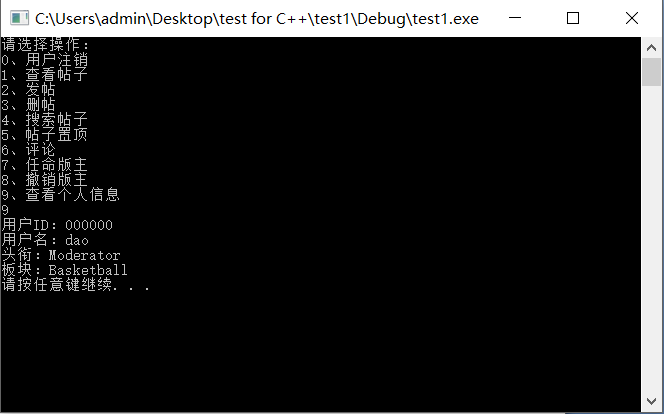 C:\Users\admin\Desktop\test for C++\test1\Debug\test1.exe
请选择操作：
0、用户注销
1、查看帖子
2、发帖
3、删帖
4、搜索帖子
5、帖子置顶
6、评论
7、任命版主
8、撤销版主
9、查看个人信息
9
用户ID：000000
用户名：dao
头衔：Moderator
板块：Basketball
请按任意键继续. . .